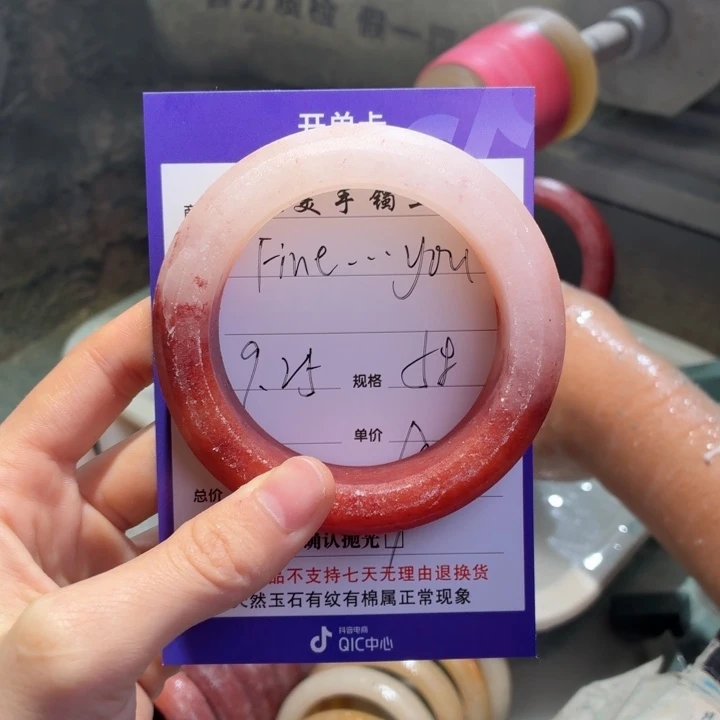 开单卡
手镯
Fine...you
9.25 规格 58
单价
总价
确认抛光
品不支持七天无理由退换货
天然玉石有纹有棉属正常现象
抖音电商
QIC中心